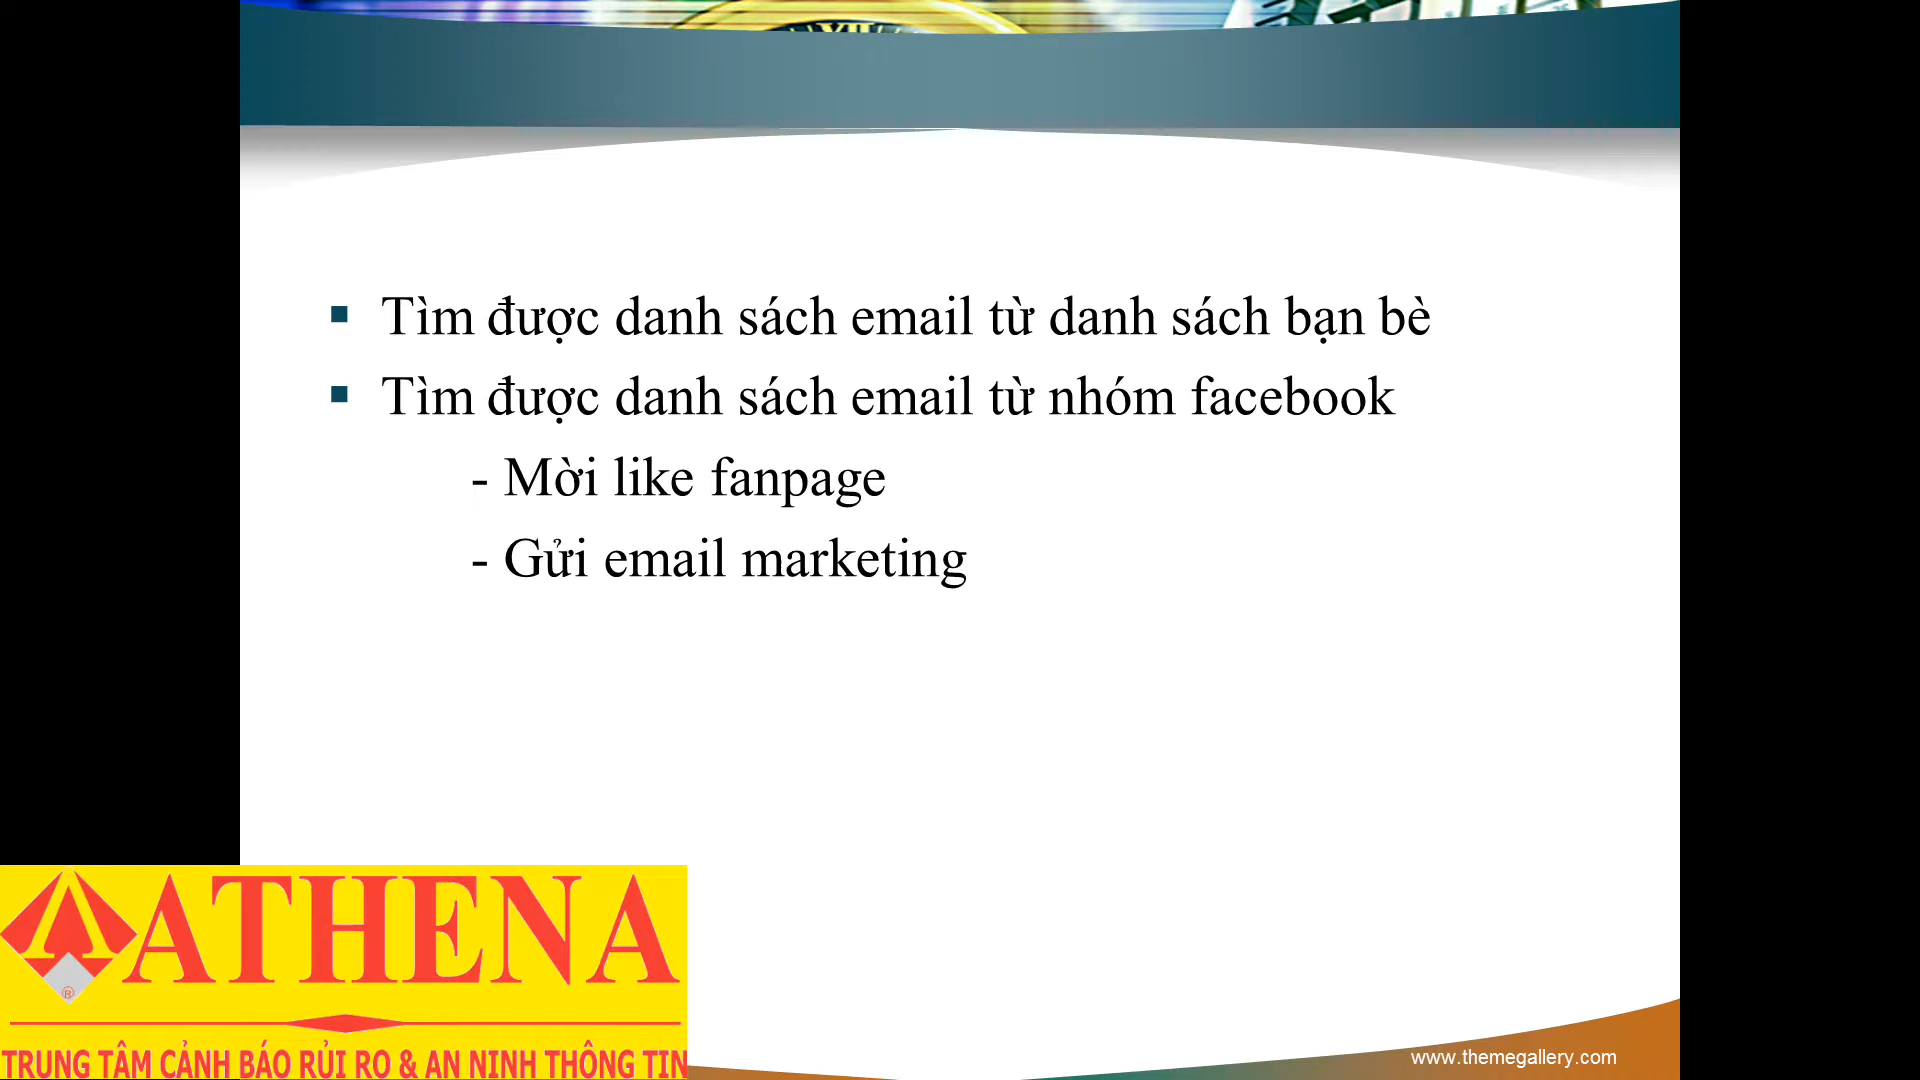 Tìm được danh sách email từ danh sách bạn bè
Tìm được danh sách email từ nhóm facebook
- Mời like fanpage
- Gửi email marketing
ATHENA
®
TRUNG TÂM CẢNH BÁO RỦI RO & AN NINH THÔNG TIN
www.themegallery.com